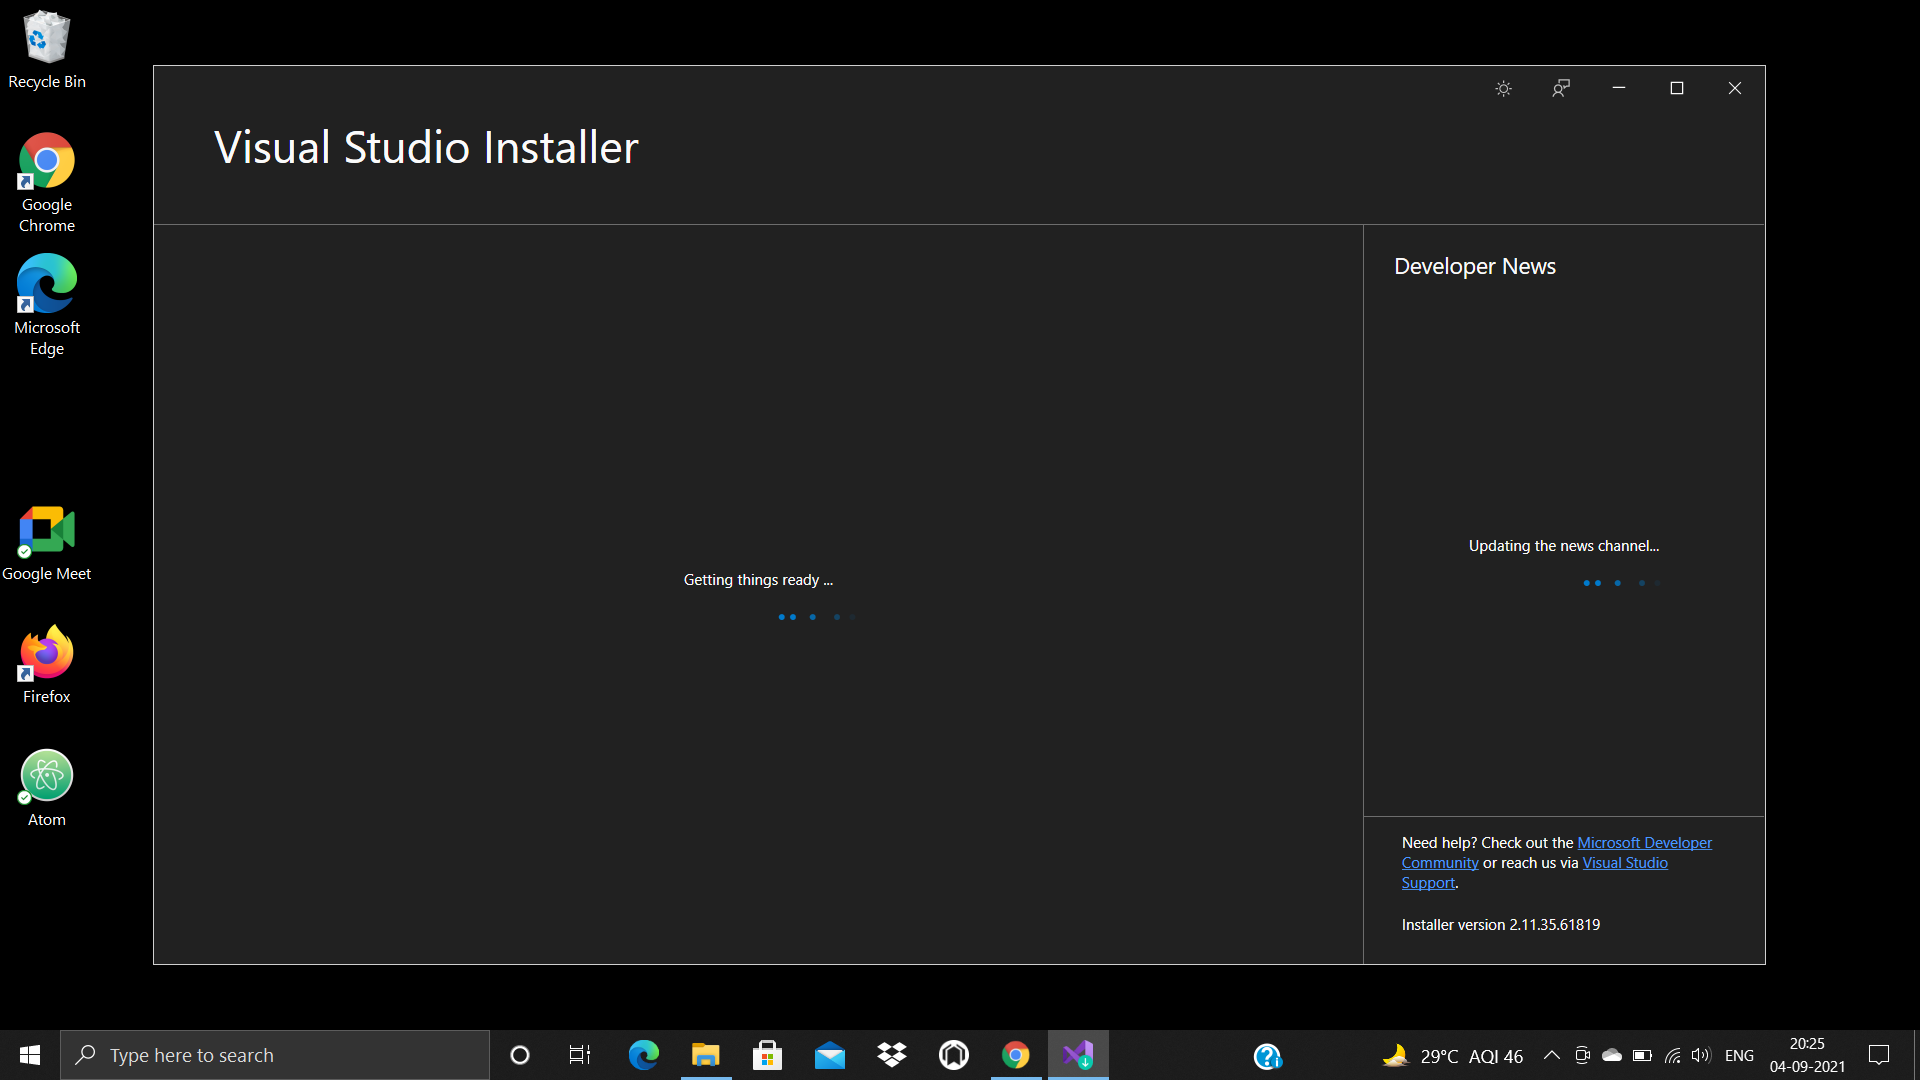 Recycle Bin
Google
Chrome
Microsoft
Edge
Google Meet
Firefox
Atom
Visual Studio Installer
Getting things ready ...
Developer News
Updating the news channel...
Need help? Check out the Microsoft Developer
Community or reach us via Visual Studio
Support.
Installer version 2.11.35.61819
Type here to search
29°C AQI 46
ENG
20:25
04-09-2021